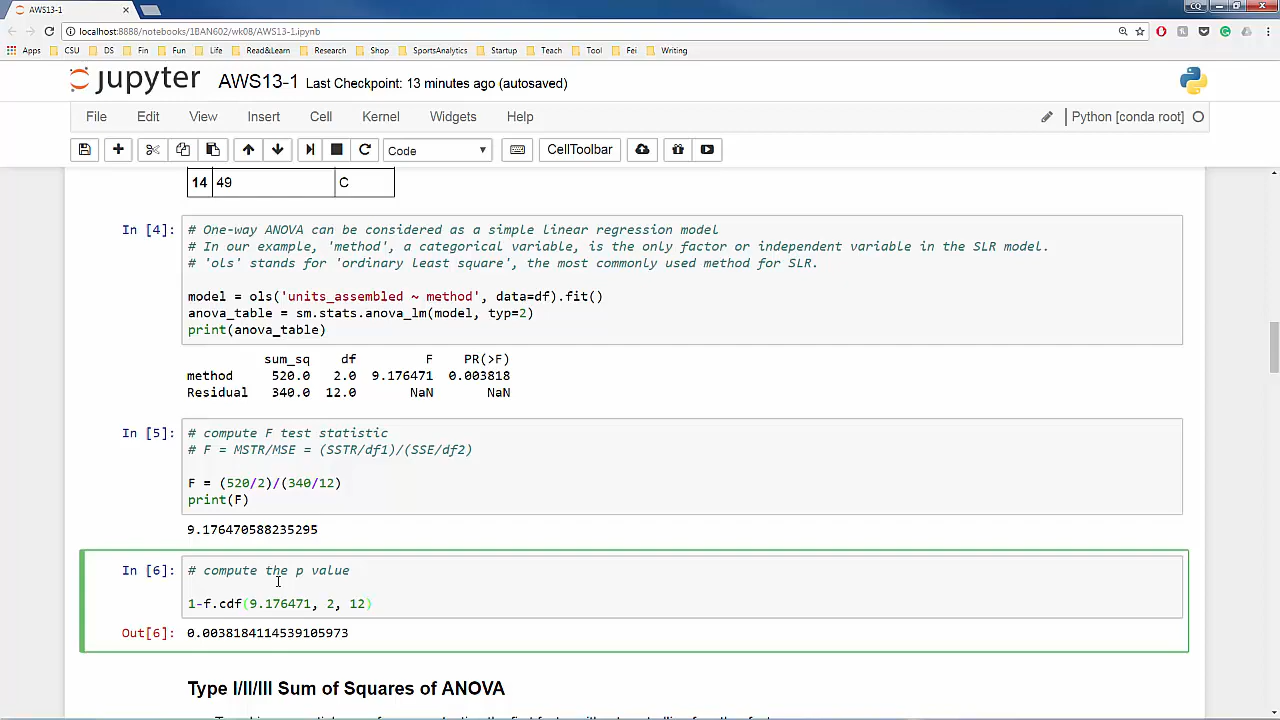 AWS13-1
CQ
localhost:8888/notebooks/1BAN602/wk08/AWS13-1.ipynb
Apps CSU DS Fin Fun Life Read&Learn Research Shop SportsAnalytics Startup Teach Tool Fei Writing
jupyter AWS13-1 Last Checkpoint: 13 minutes ago (autosaved)
File Edit View Insert Cell Kernel Widgets Help Python [conda root]
Code CellToolbar
14 49 C
In [4]: # One-way ANOVA can be considered as a simple linear regression model
# In our example, 'method', a categorical variable, is the only factor or independent variable in the SLR model.
# 'ols' stands for 'ordinary least square', the most commonly used method for SLR.
model = ols('units_assembled ~ method', data=df).fit()
anova_table = sm.stats.anova_lm(model, typ=2)
print(anova_table)
sum_sq df F PR(>F)
method 520.0 2.0 9.176471 0.003818
Residual 340.0 12.0 NaN NaN
In [5]: # compute F test statistic
# F = MSTR/MSE = (SSTR/df1)/(SSE/df2)
F = (520/2)/(340/12)
print(F)
9.176470588235295
In [6]: # compute the p value
1-f.cdf(9.176471, 2, 12)
Out[6]: 0.0038184114539105973
Type I/II/III Sum of Squares of ANOVA